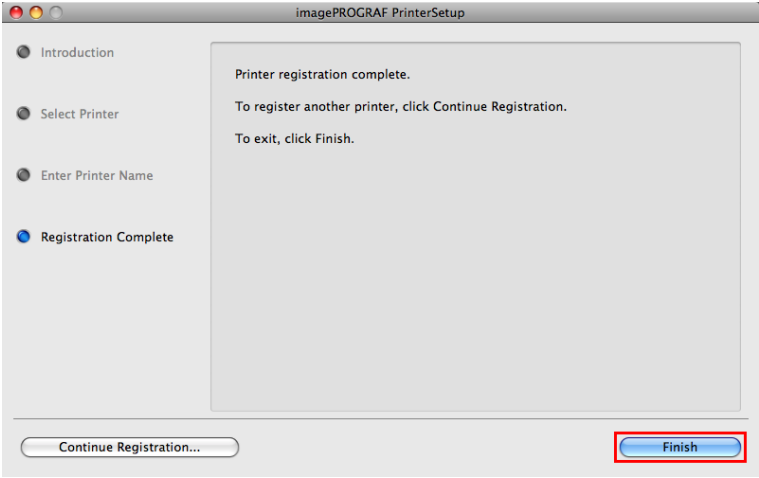 imagePROGRAF PrinterSetup
Introduction
Select Printer
Enter Printer Name
Registration Complete
Printer registration complete.
To register another printer, click Continue Registration.
To exit, click Finish.
Continue Registration...
Finish